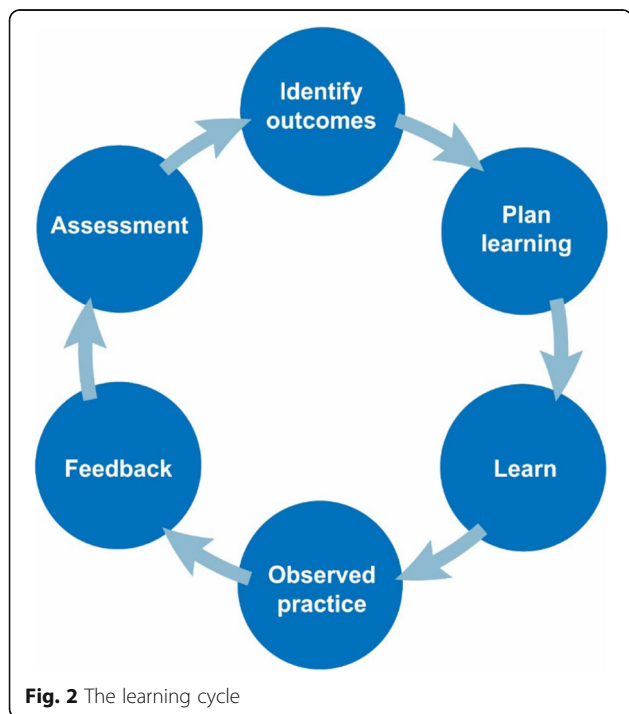 Identify
outcomes
Plan
learning
Learn
Observed
practice
Feedback
Assessment
Fig. 2 The learning cycle